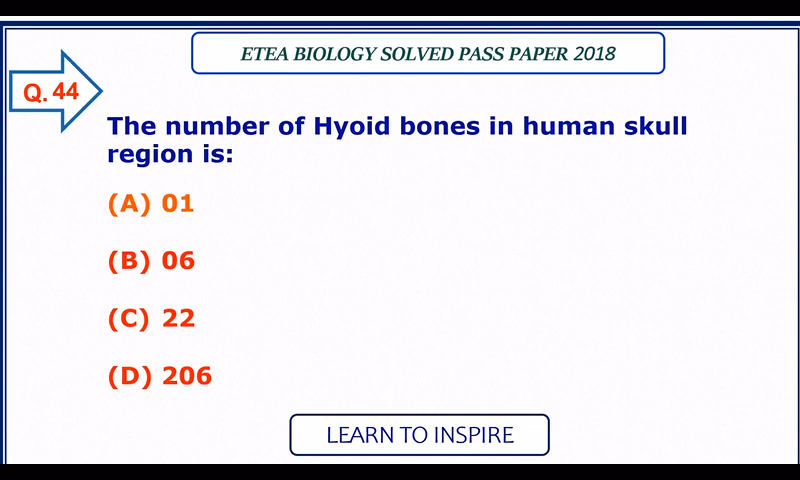 ETEA BIOLOGY SOLVED PASS PAPER 2018
Q. 44
The number of Hyoid bones in human skull
region is:
(A) 01
(B) 06
(C) 22
(D) 206
LEARN TO INSPIRE